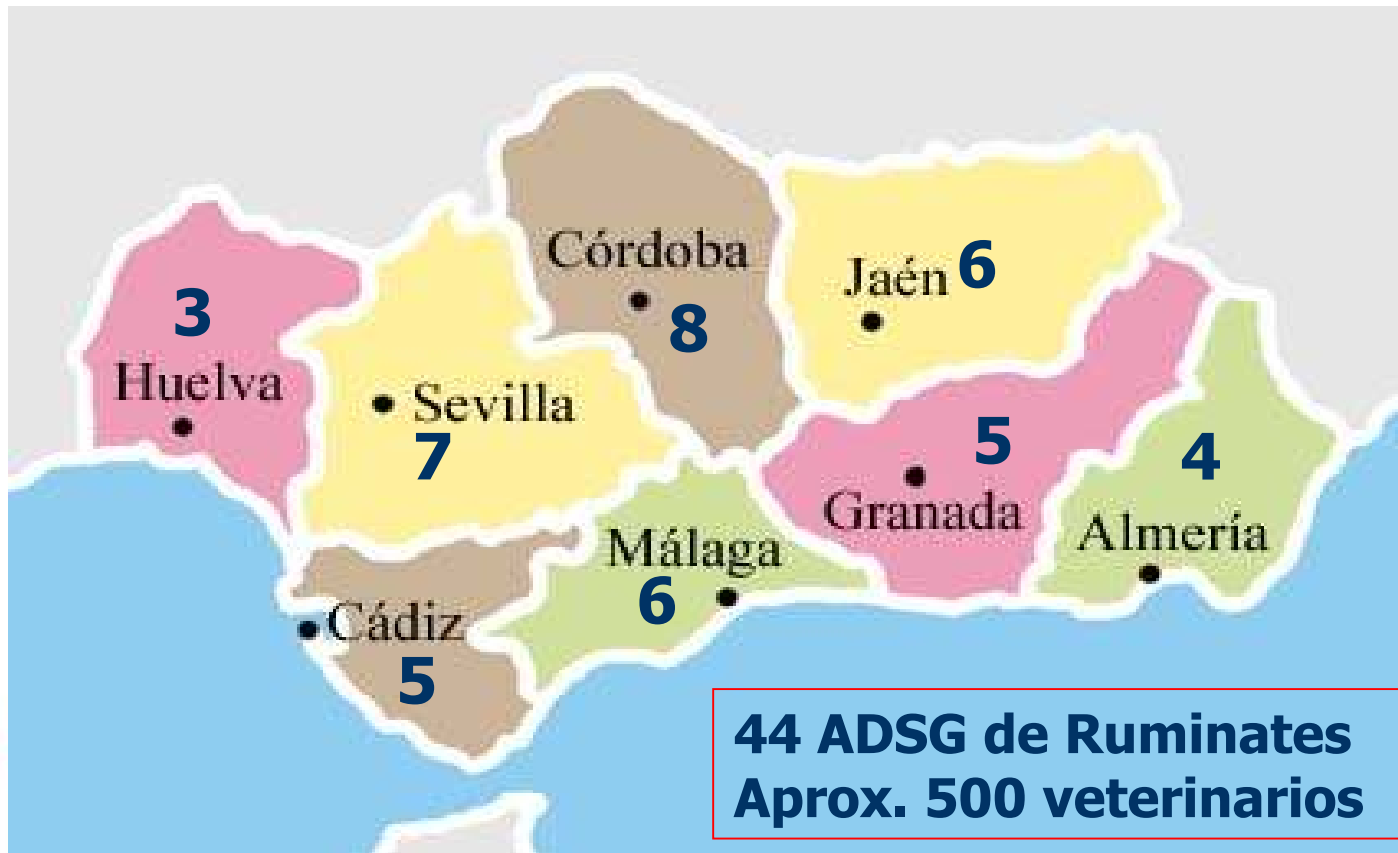 Córdoba
8
Jaén 6
3
Huelva
Sevilla
7
5
Granada
4
Almería
Málaga
6
Cádiz
5
44 ADSG de Ruminates
Aprox. 500 veterinarios